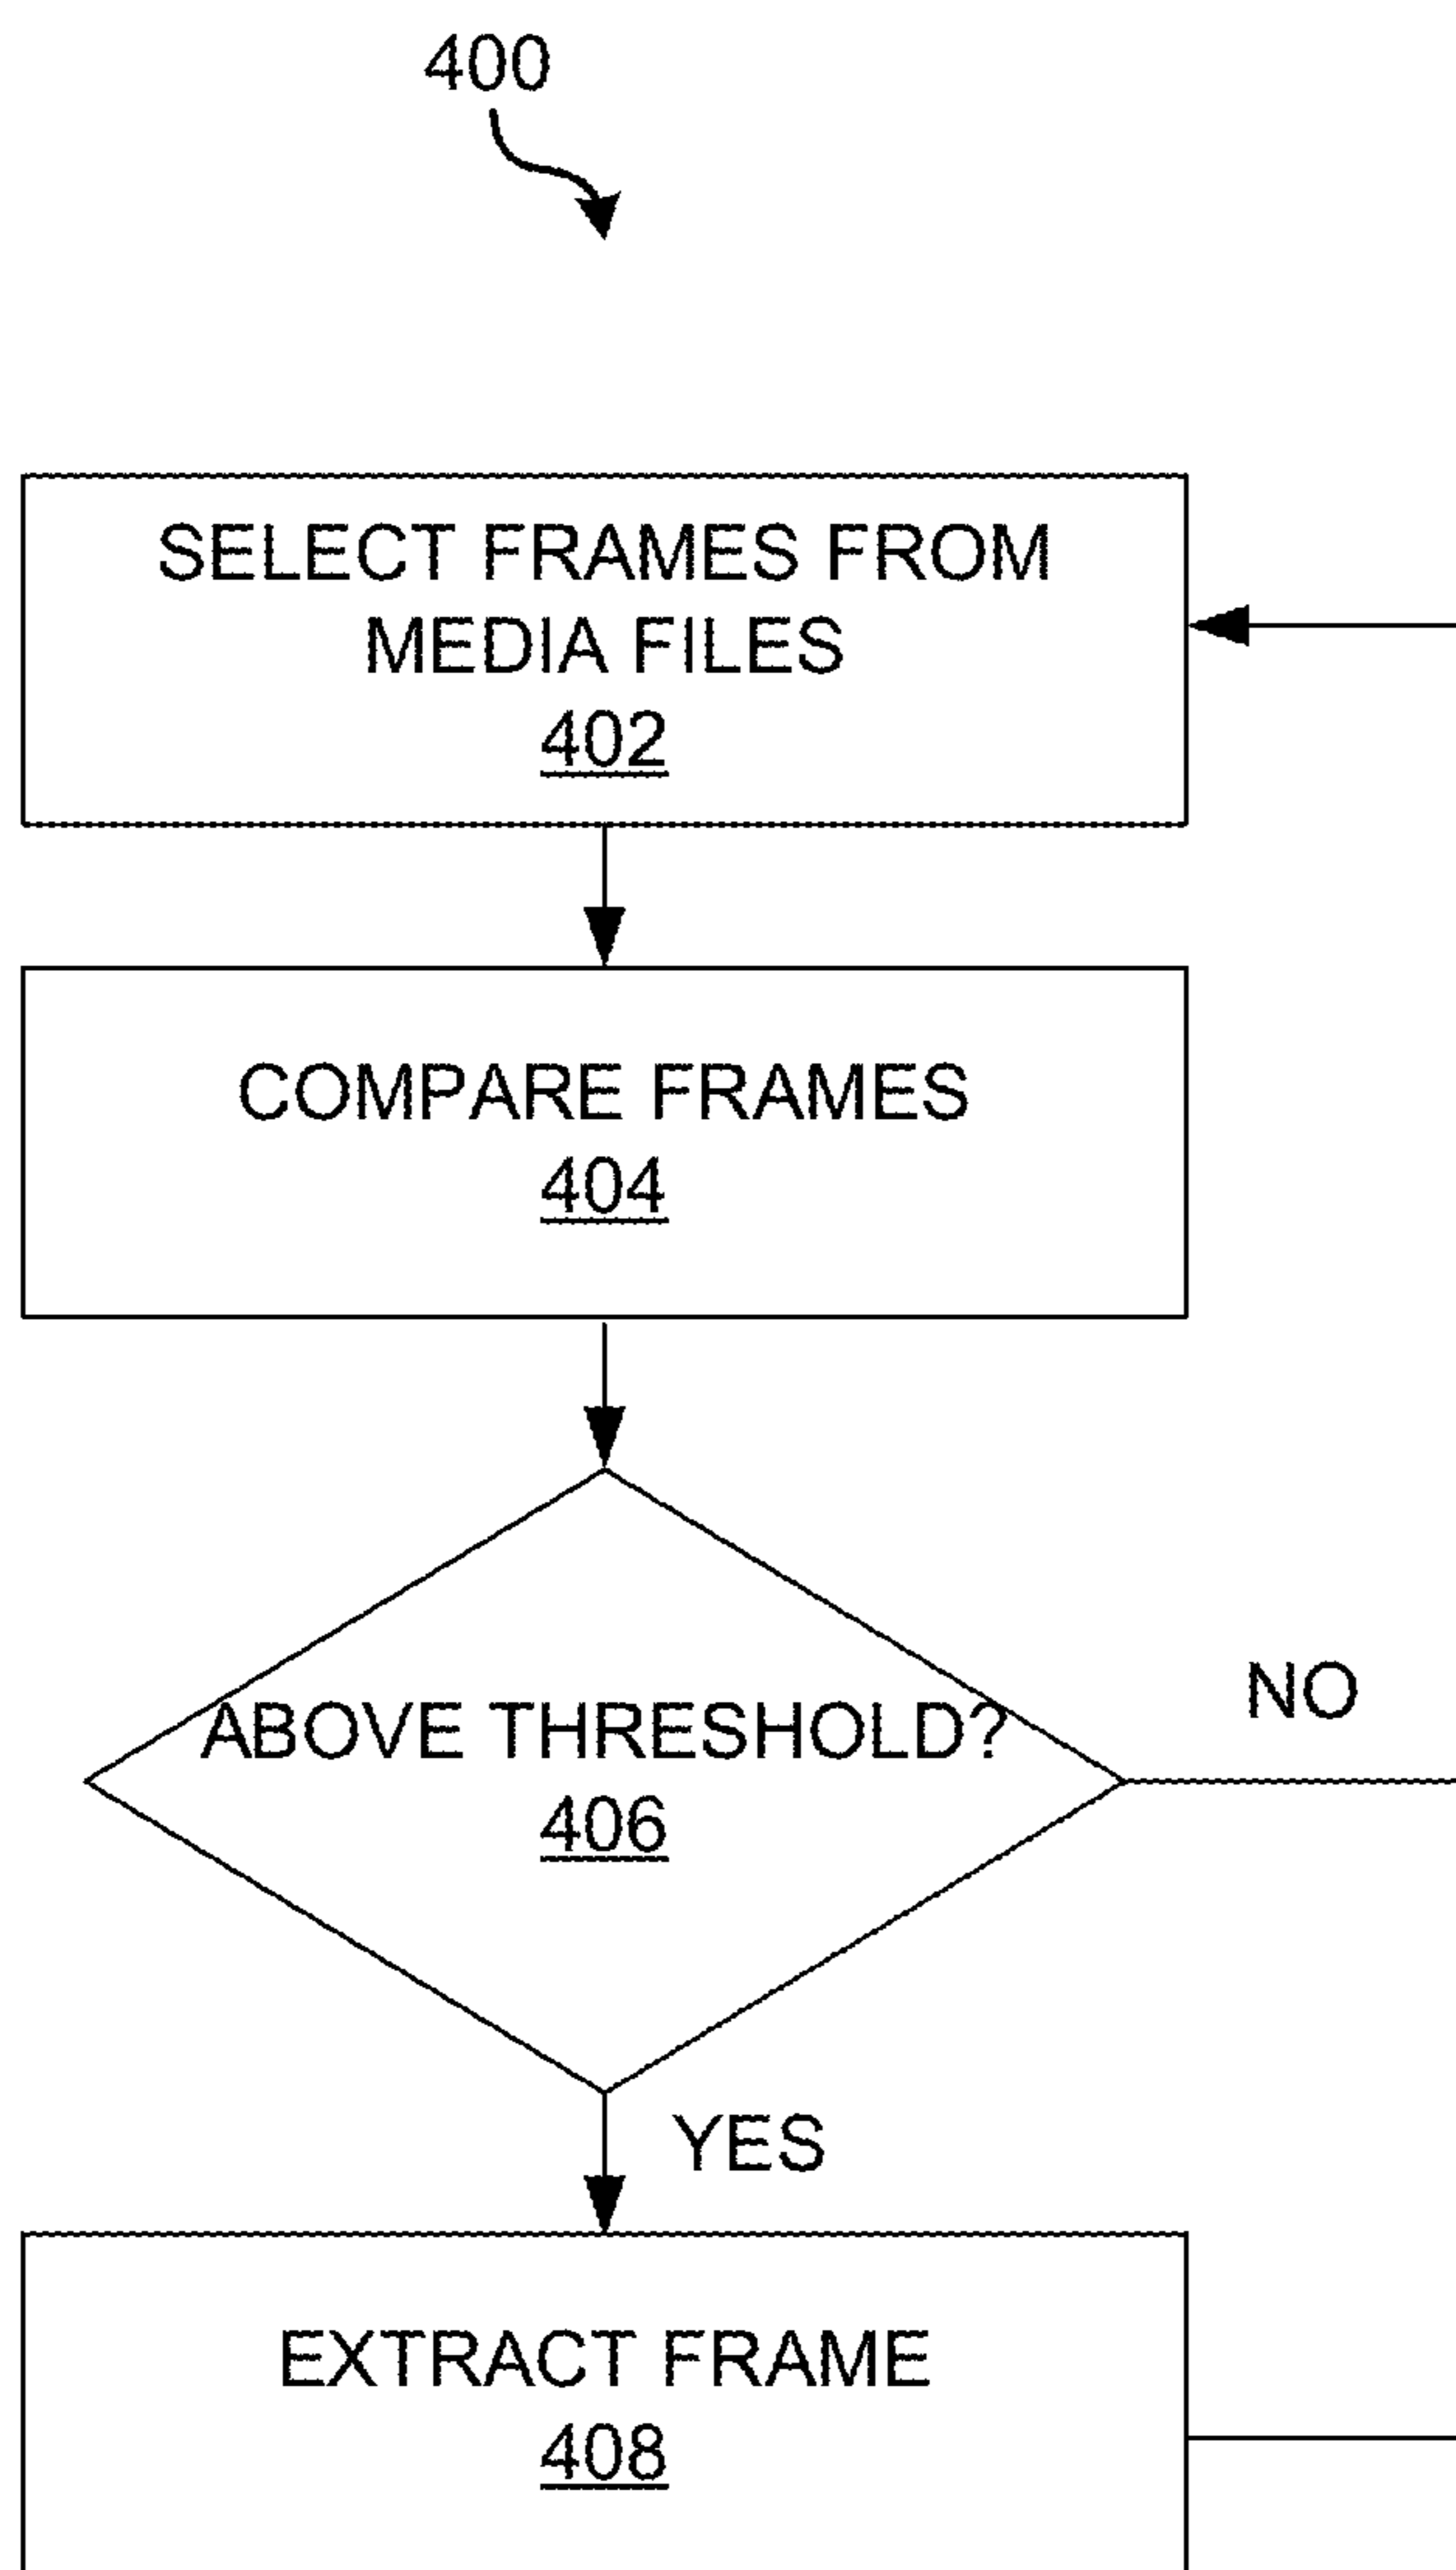 400
SELECT FRAMES FROM
MEDIA FILES
402
COMPARE FRAMES
404
ABOVE THRESHOLD?
406
NO
YES
EXTRACT FRAME
408